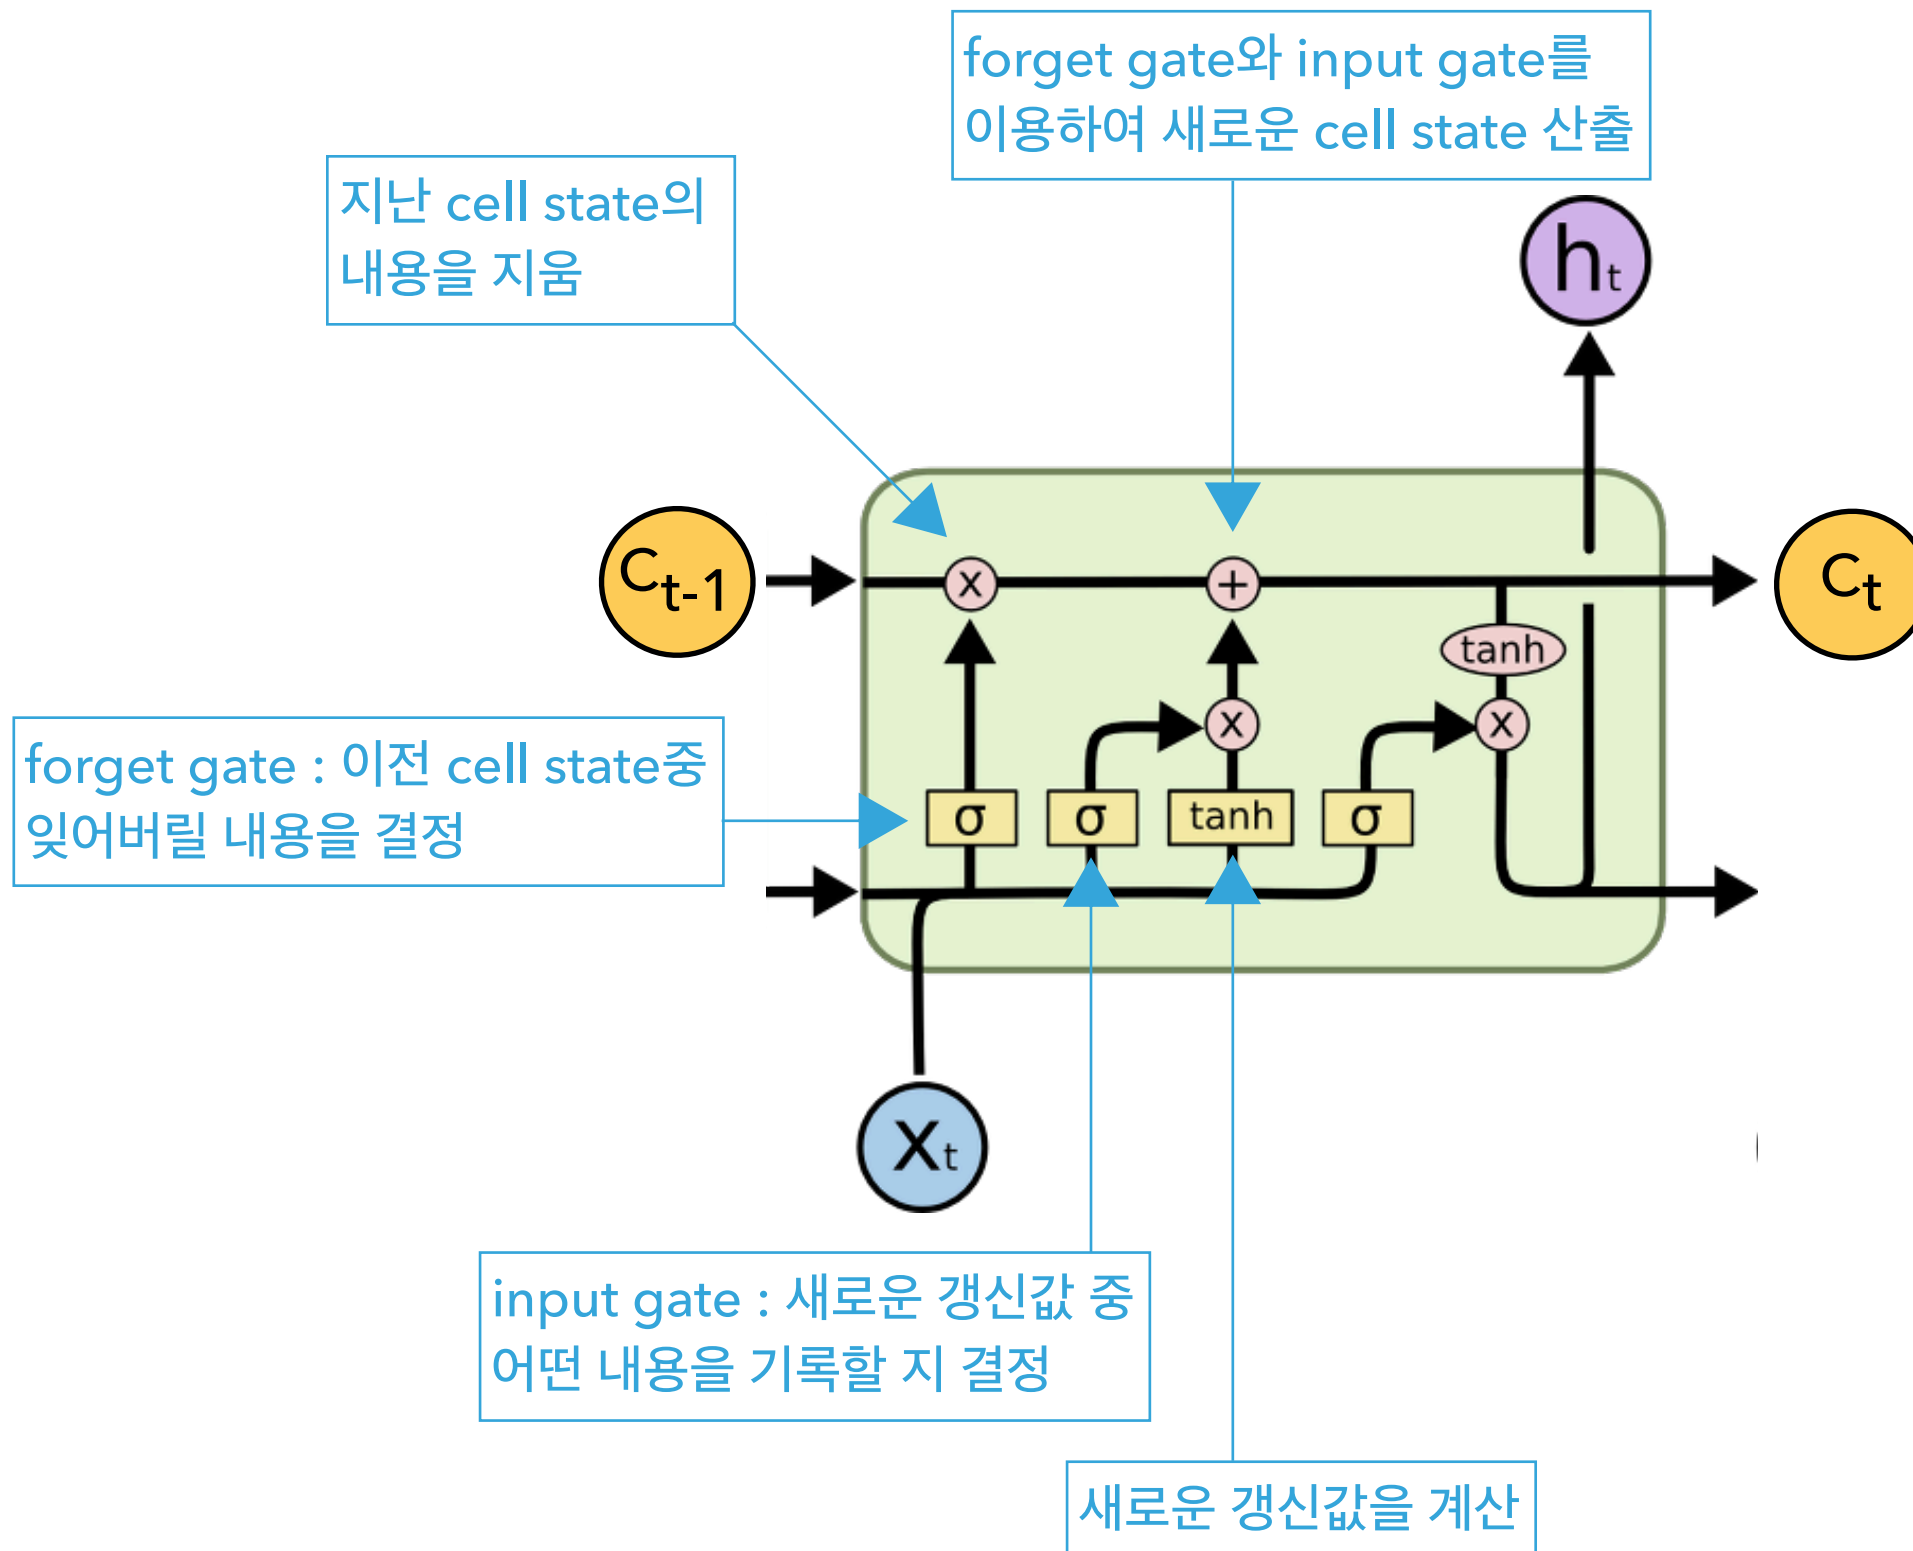 forget gate와 input gate를
이용하여 새로운 cell state 산출
지난 cell state의
내용을 지움
ht
Ct-1
x
+
Ct
tanh
x
x
forget gate : 이전 cell state중
잊어버릴 내용을 결정
σ
σ
tanh
σ
xt
input gate : 새로운 갱신값 중
어떤 내용을 기록할 지 결정
새로운 갱신값을 계산